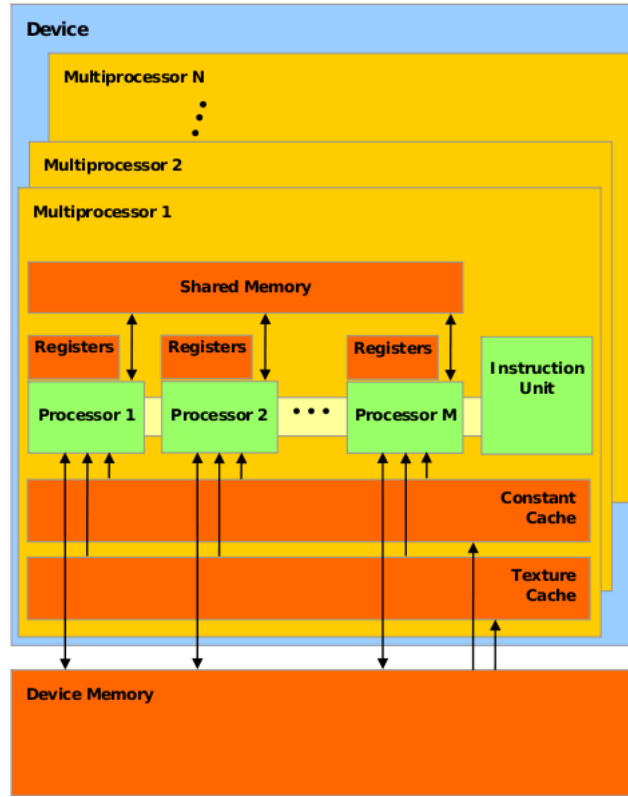 Device
Multiprocessor N
Multiprocessor 2
Multiprocessor 1
Shared Memory
Registers
Registers
Registers
Processor 1
Processor 2
Processor M
Instruction
Unit
Constant
Cache
Texture
Cache
Device Memory